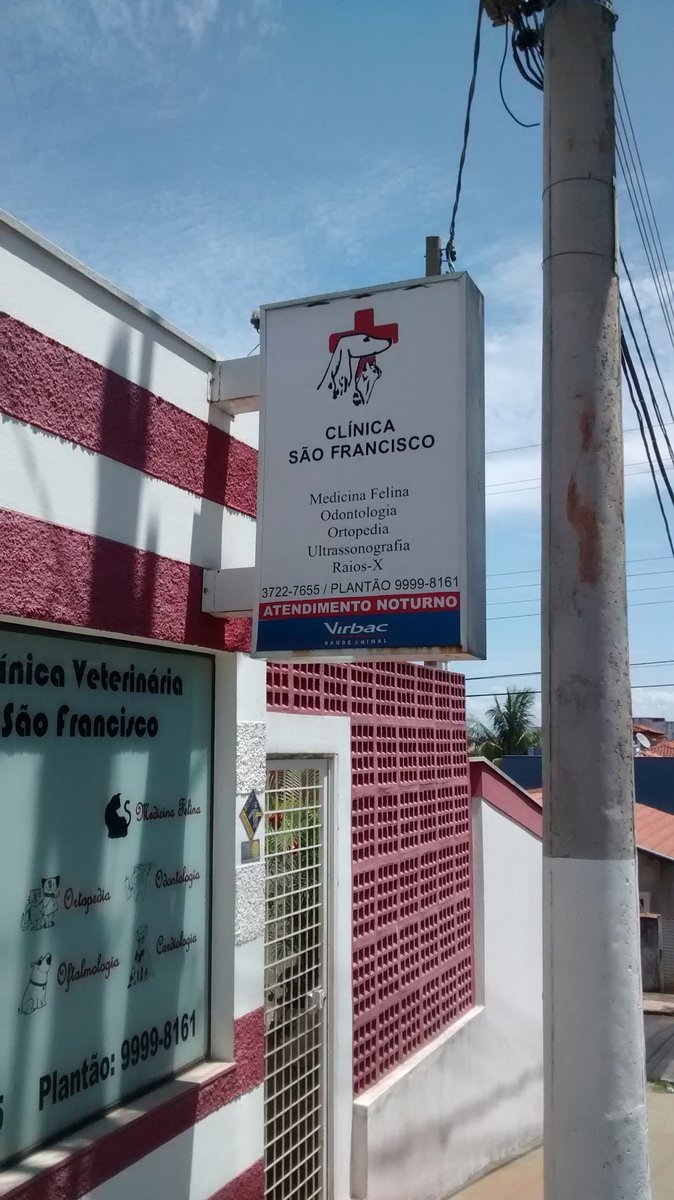 CLÍNICA
SÃO FRANCISCO
Medicina Felina
Odontologia
Ortopedia
Ultrassonografia
Raios-X
3722-7655 / PLANTÃO 9999-8161
ATENDIMENTO NOTURNO
Virbac
SAÚDE ANIMAL
ínica Veterinária
São Francisco
Medicina Felina
Ortopedia
Odontologia
Oftalmologia
Cardiologia
Plantão: 9999-8161
5